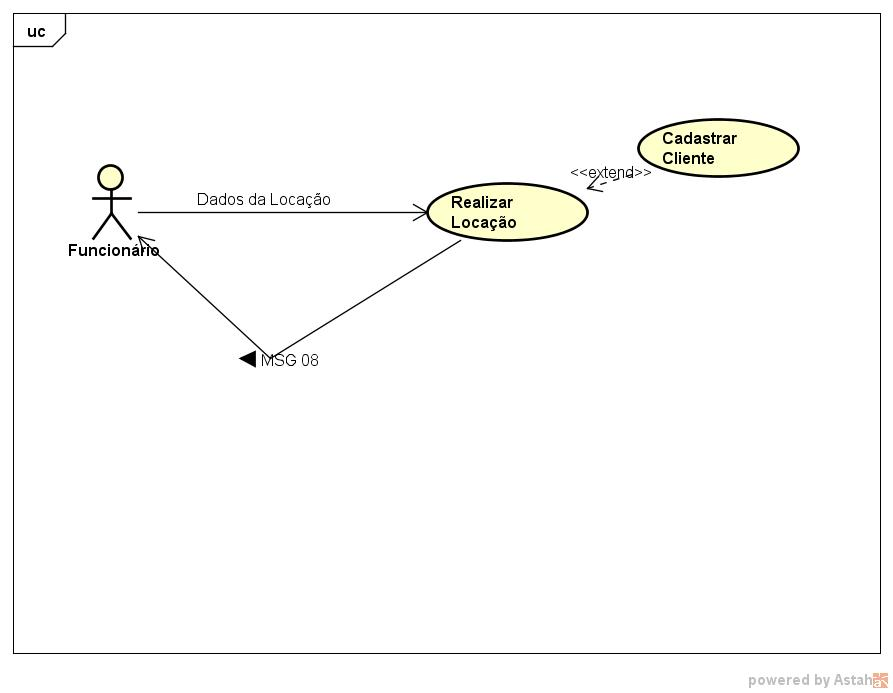 uc
Cadastrar
Cliente
<<extend>>
Dados da Locação
Realizar
Locação
Funcionário
MSG 08
powered by Astah